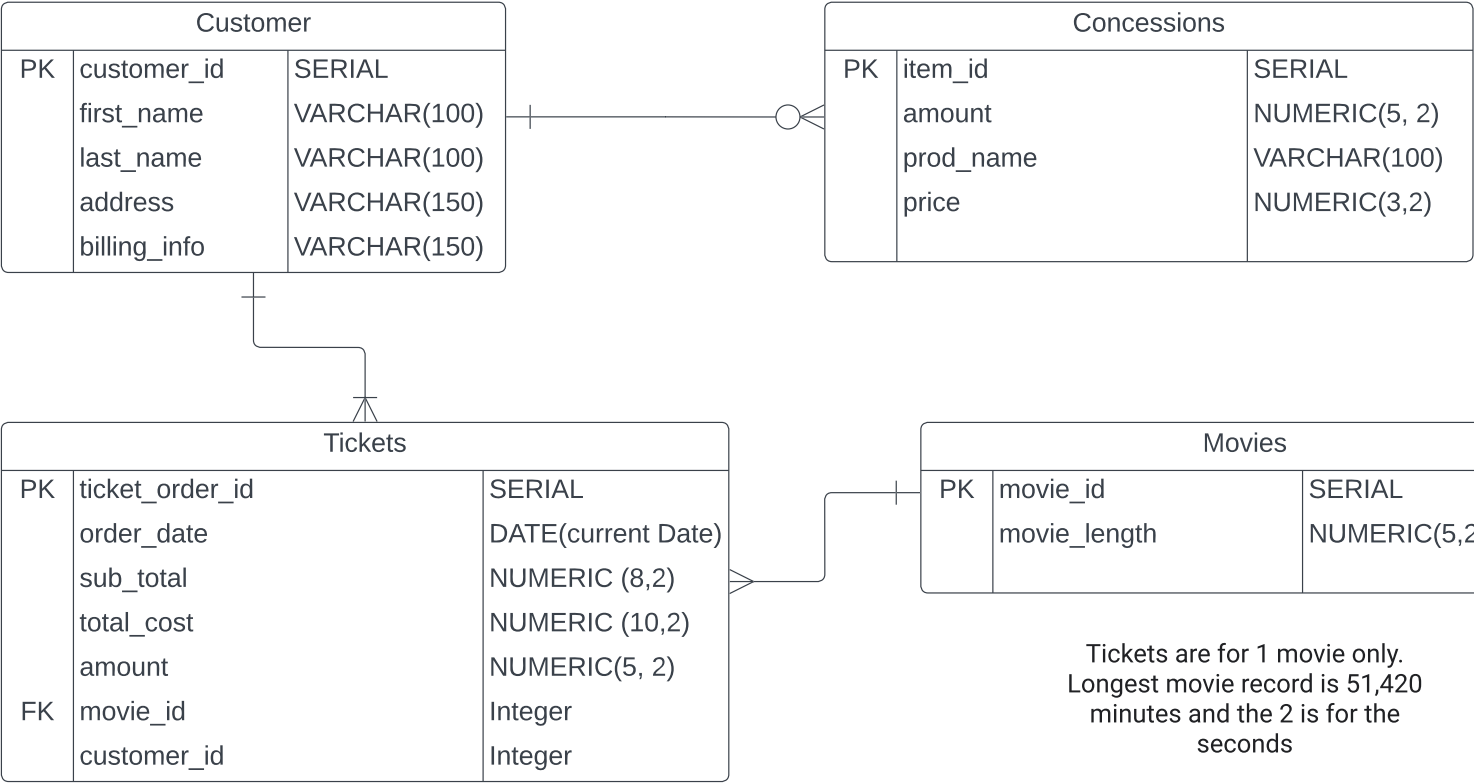 Customer
PK customer_id SERIAL
first_name VARCHAR(100)
last_name VARCHAR(100)
address VARCHAR(150)
billing_info VARCHAR(150)
Concessions
PK item_id SERIAL
amount NUMERIC(5, 2)
prod_name VARCHAR(100)
price NUMERIC(3,2)
Tickets
PK ticket_order_id SERIAL
order_date DATE(current Date)
sub_total NUMERIC (8,2)
total_cost NUMERIC (10,2)
amount NUMERIC(5, 2)
FK movie_id Integer
customer_id Integer
Movies
PK movie_id SERIAL
movie_length NUMERIC(5,2
Tickets are for 1 movie only.
Longest movie record is 51,420
minutes and the 2 is for the
seconds